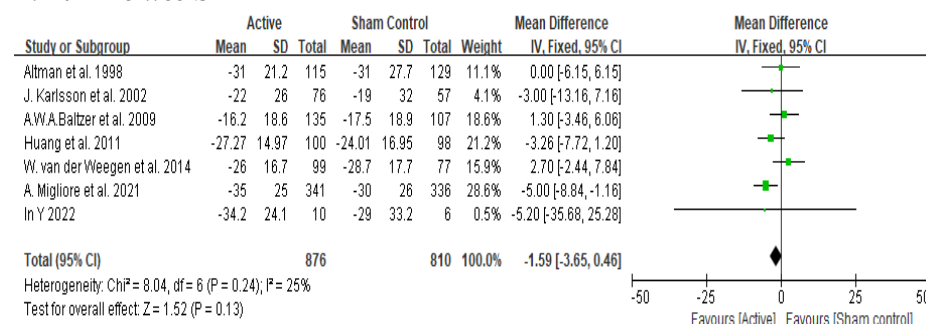 Active Sham Control Mean Difference Mean Difference
Study or Subgroup Mean SD Total Mean SD Total Weight IV, Fixed, 95% CI IV, Fixed, 95% CI
Altman et al. 1998 -31 21.2 115 -31 27.7 129 11.1% 0.00 [-6.15, 6.15]
J. Karlsson et al. 2002 -22 26 76 -19 32 57 4.1% -3.00 [-13.16, 7.16]
A.W.A.Baltzer et al. 2009 -16.2 18.6 135 -17.5 18.9 107 18.6% 1.30 [-3.46, 6.06]
Huang et al. 2011 -27.27 14.97 100 -24.01 16.95 98 21.2% -3.26 [-7.72, 1.20]
W. van der Weegen et al. 2014 -26 16.7 99 -28.7 17.7 77 15.9% 2.70 [-2.44, 7.84]
A. Migliore et al. 2021 -35 25 341 -30 26 336 28.6% -5.00 [-8.84, -1.16]
In Y 2022 -34.2 24.1 10 -29 33.2 6 0.5% -5.20 [-35.68, 25.28]
Total (95% CI) 876 810 100.0% -1.59 [-3.65, 0.46]
Heterogeneity: Chi² = 8.04, df = 6 (P = 0.24); I² = 25%
Test for overall effect: Z = 1.52 (P = 0.13)
-50 -25 0 25 50
Favours [Active] Favours [Sham control]